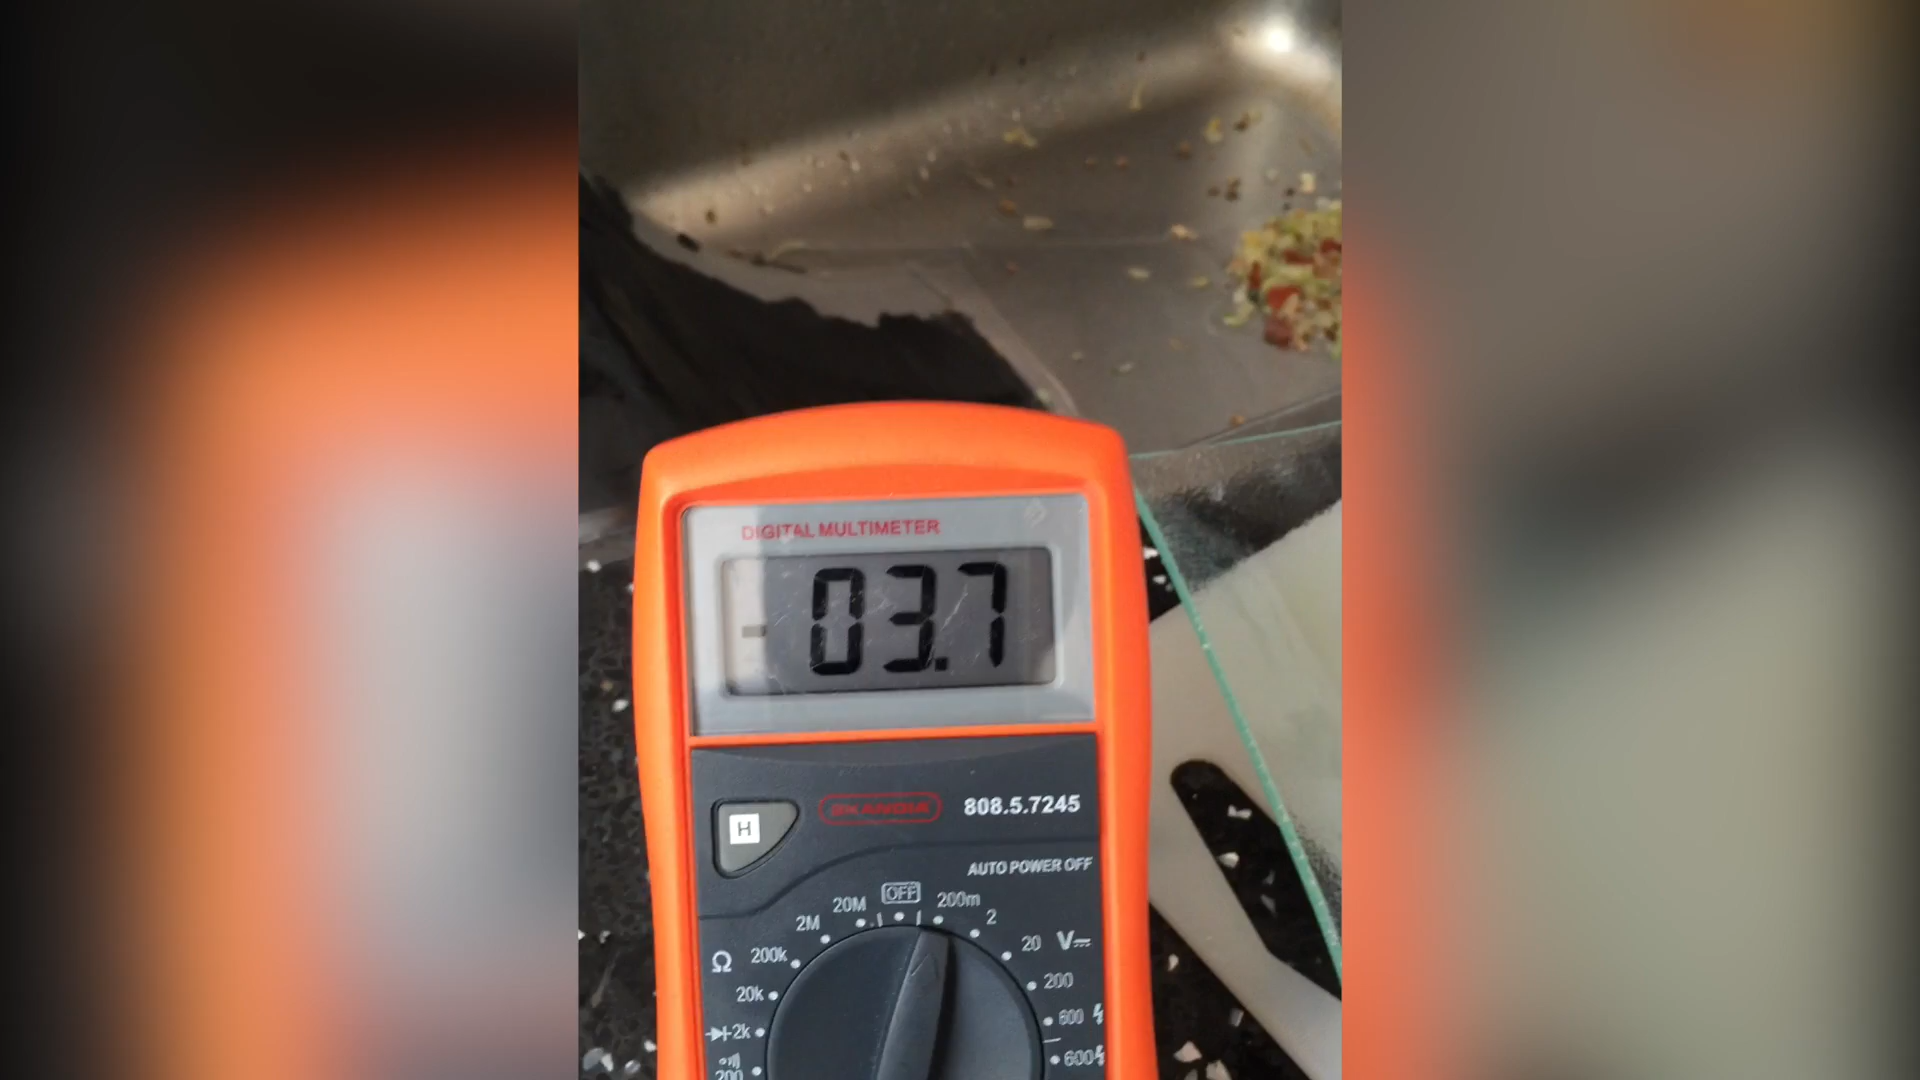 DIGITAL MULTIMETER
- 03.7
H
SKANDIA
808.5.7245
AUTO POWER OFF
OFF
20M
200m
2M
2
Ω
200k
20
V⎓
20k
200
2k
600
200
600